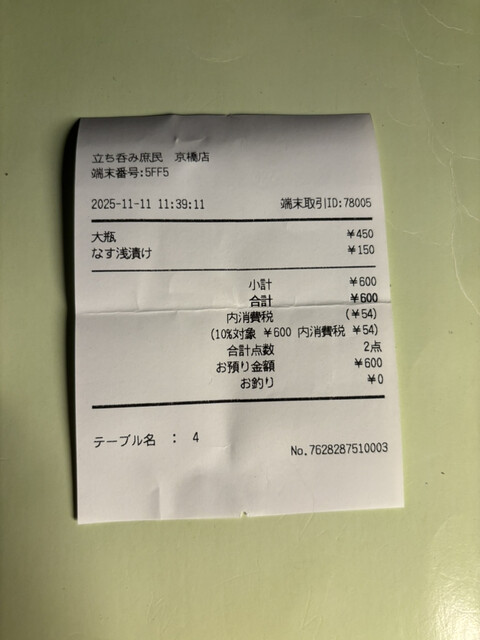 立ち呑み庶民 京橋店
端末番号:5FF5
2025-11-11 11:39:11 端末取引ID:78005
大瓶 ¥450
なす浅漬け ¥150
小計 ¥600
合計 ¥600
内消費税 (¥54)
(10%対象 ¥600 内消費税 ¥54)
合計点数 2点
お預り金額 ¥600
お釣り ¥0
テーブル名 : 4
No.7628287510003